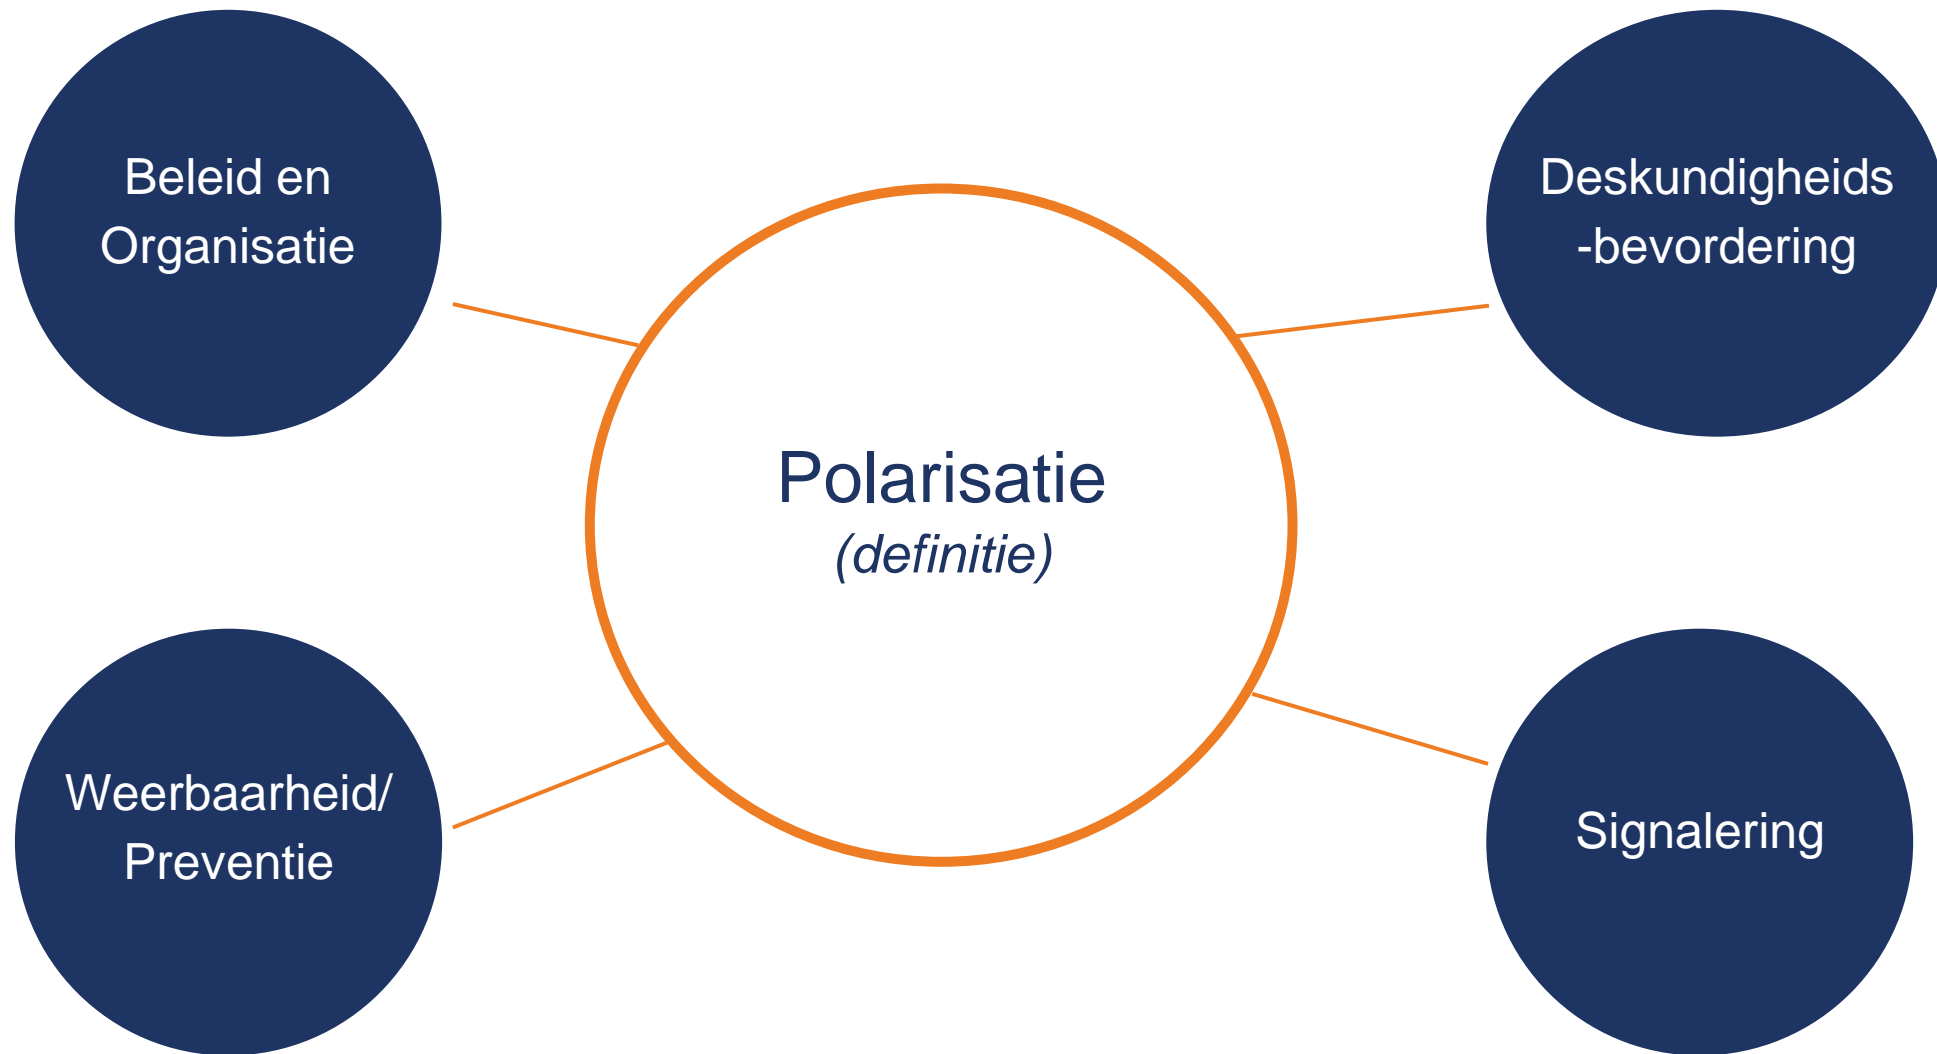 Beleid en
Organisatie
Deskundigheids
-bevordering
Polarisatie
(definitie)
Weerbaarheid/
Preventie
Signalering